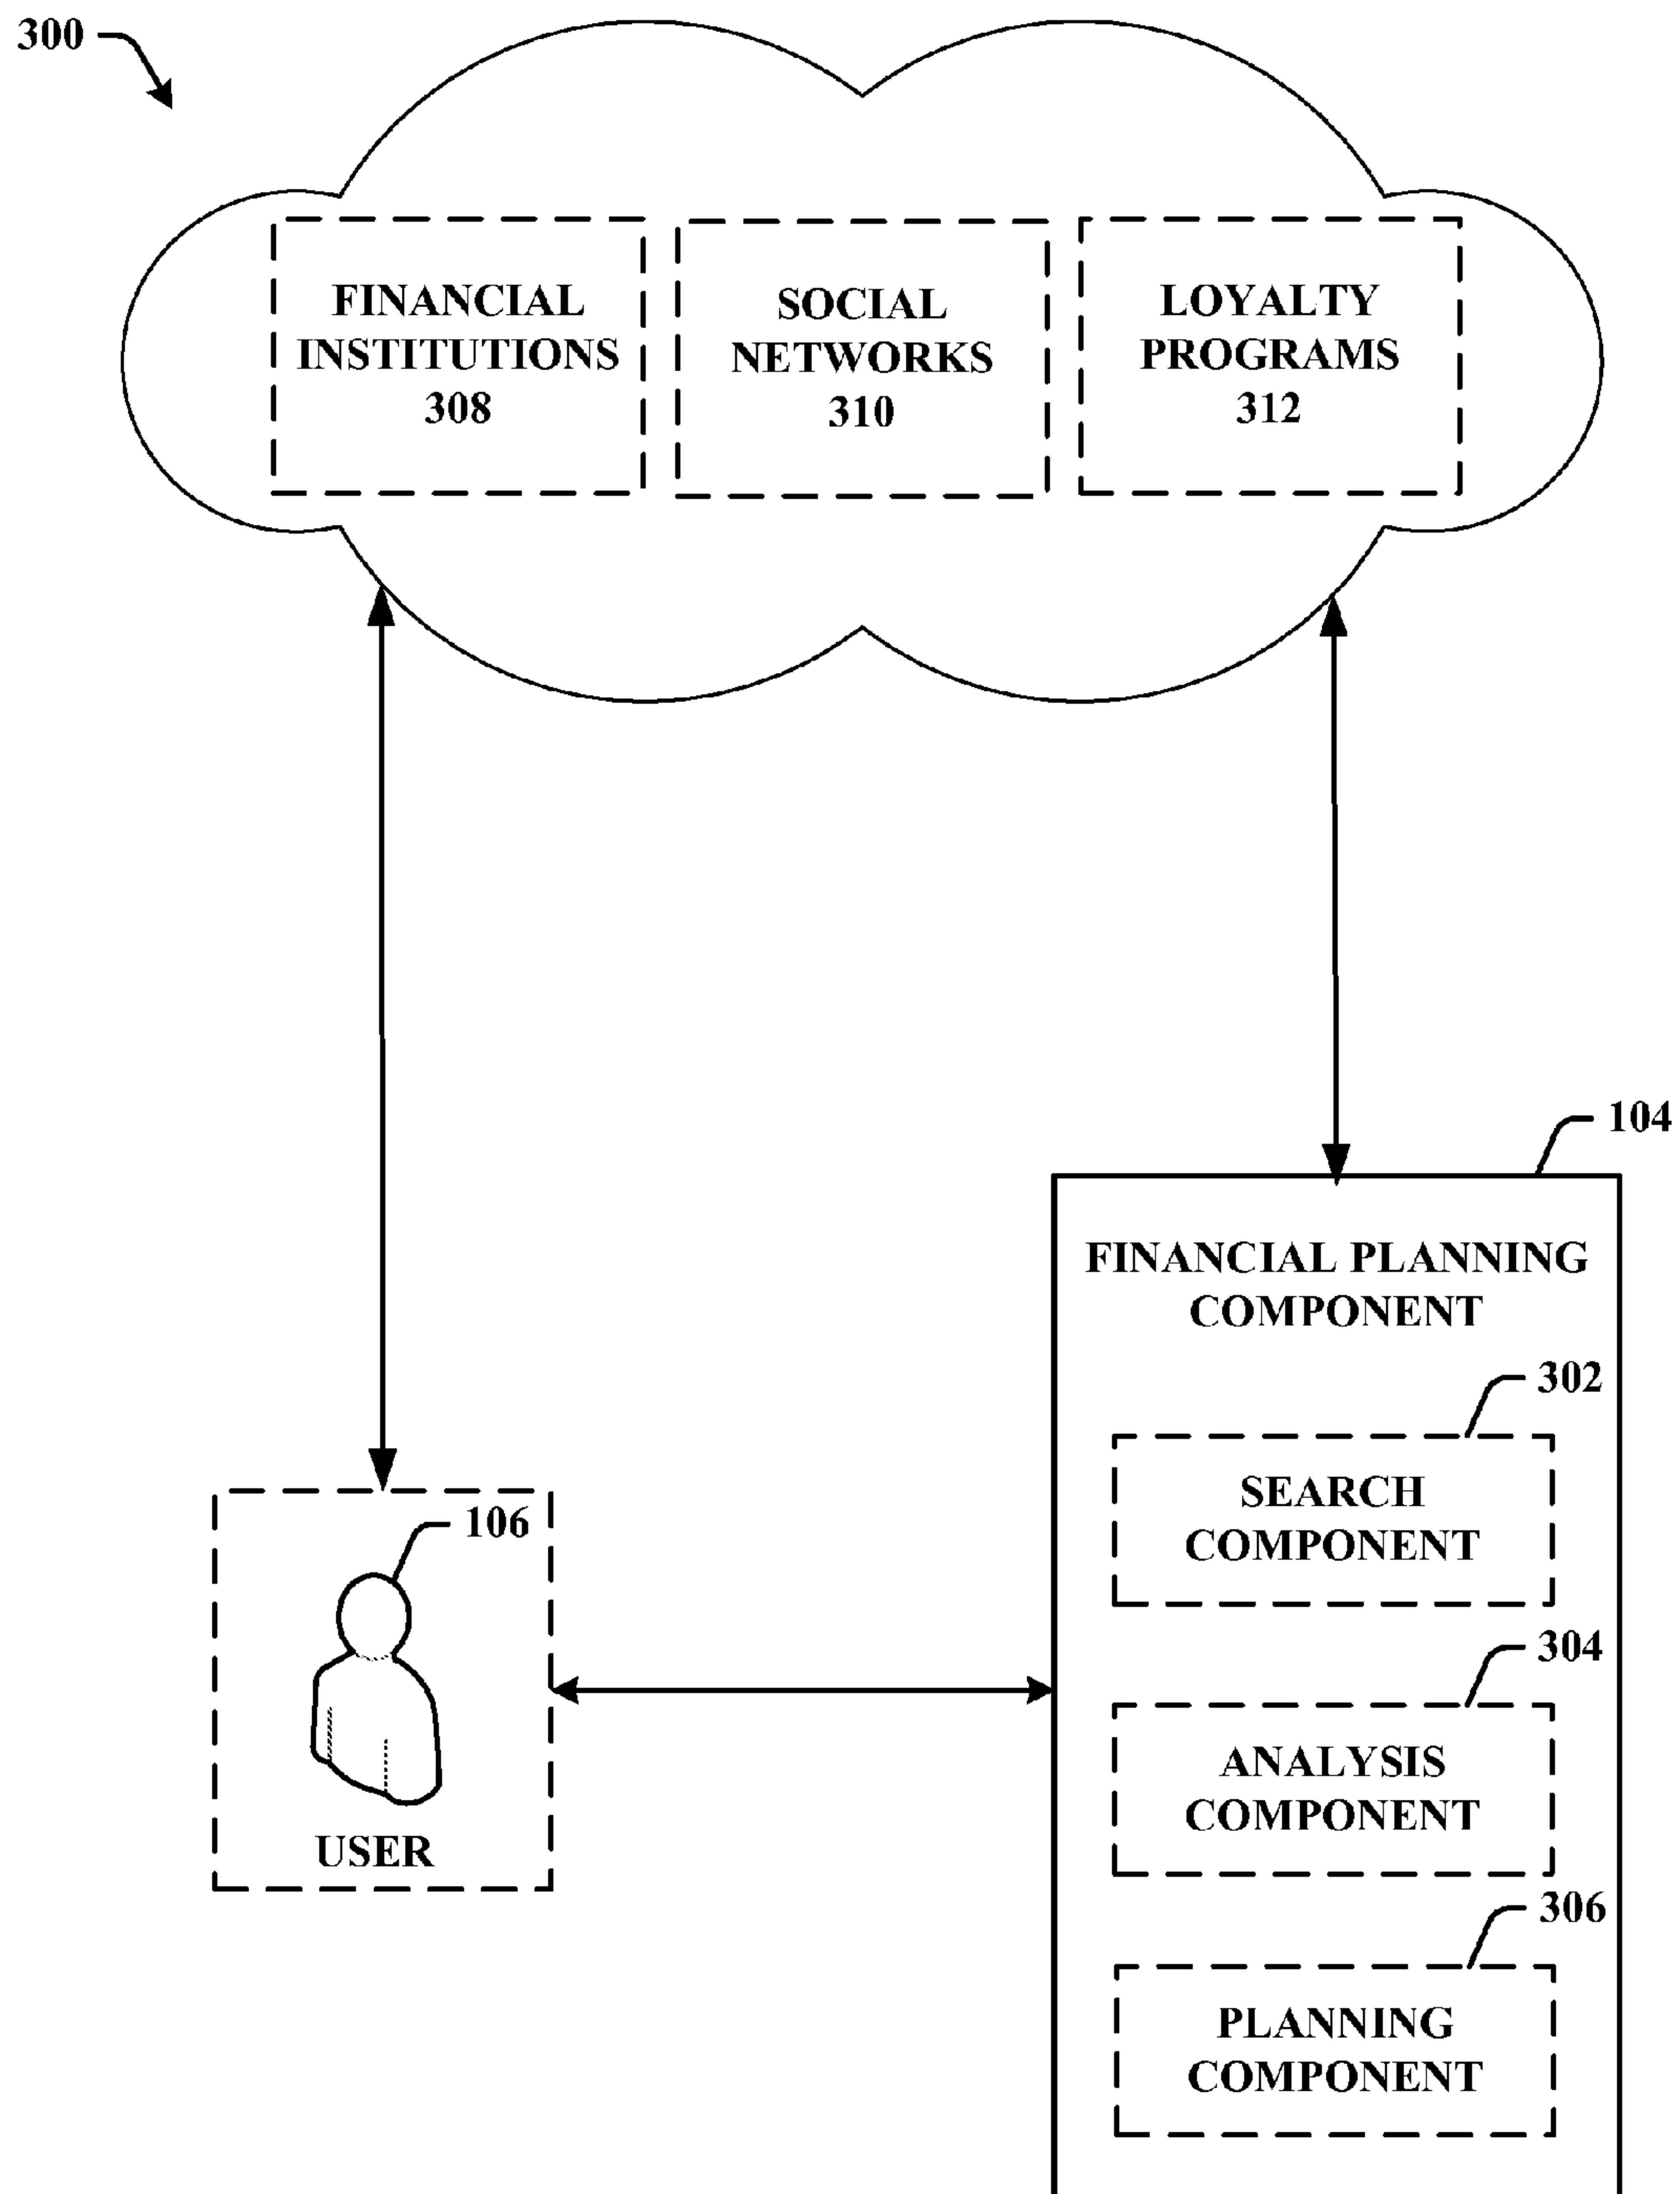 300
FINANCIAL
INSTITUTIONS
308
SOCIAL
NETWORKS
310
LOYALTY
PROGRAMS
312
104
FINANCIAL PLANNING
COMPONENT
302
SEARCH
COMPONENT
106
USER
304
ANALYSIS
COMPONENT
306
PLANNING
COMPONENT